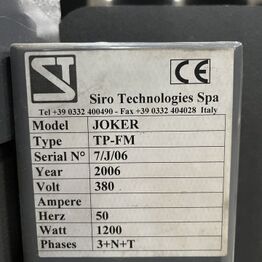 ST
CE
Siro Technologies Spa
Tel +39 0332 400490 - Fax +39 0332 404028 Italy
Model JOKER
Type TP-FM
Serial N° 7/J/06
Year 2006
Volt 380
Ampere
Herz 50
Watt 1200
Phases 3+N+T